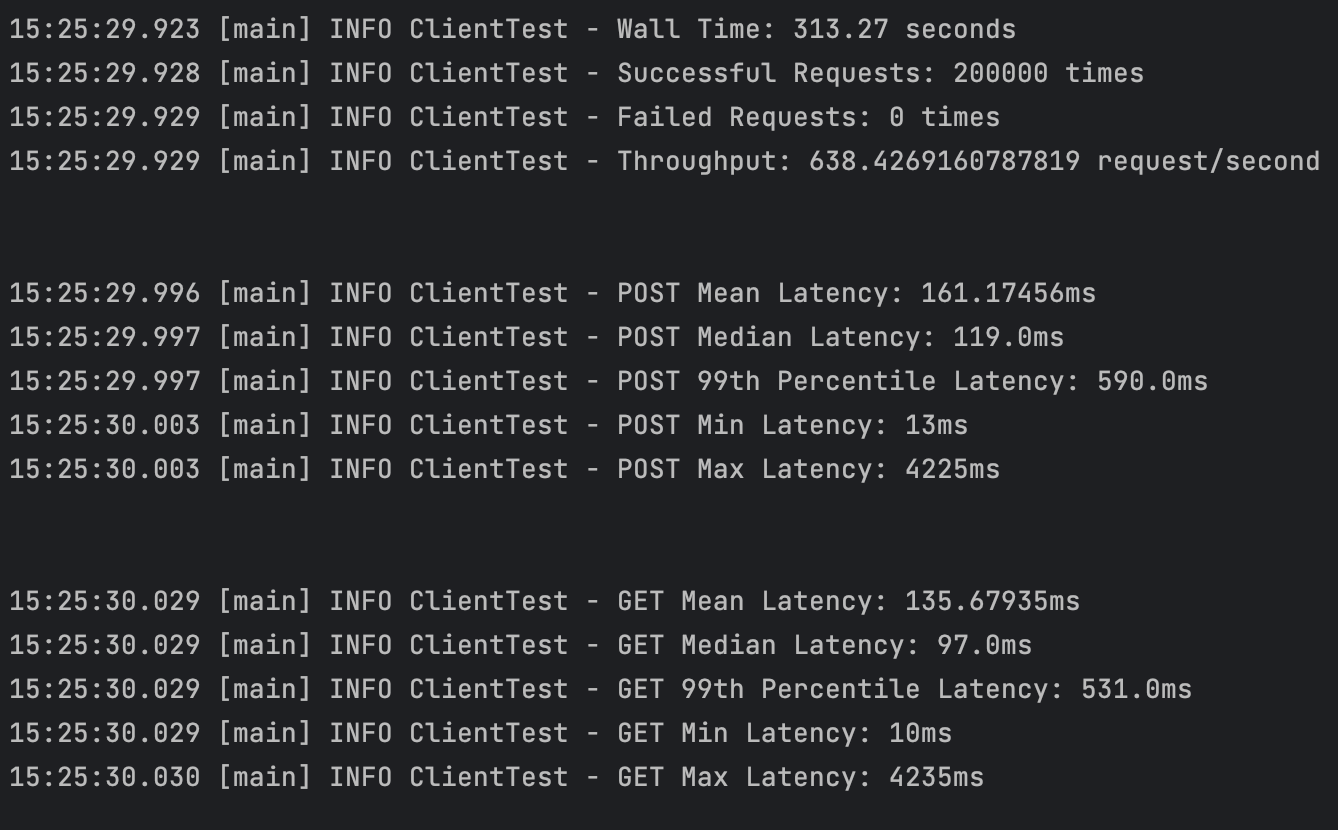 15:25:29.923 [main] INFO ClientTest - Wall Time: 313.27 seconds
15:25:29.928 [main] INFO ClientTest - Successful Requests: 200000 times
15:25:29.929 [main] INFO ClientTest - Failed Requests: 0 times
15:25:29.929 [main] INFO ClientTest - Throughput: 638.4269160787819 request/second
15:25:29.996 [main] INFO ClientTest - POST Mean Latency: 161.17456ms
15:25:29.997 [main] INFO ClientTest - POST Median Latency: 119.0ms
15:25:29.997 [main] INFO ClientTest - POST 99th Percentile Latency: 590.0ms
15:25:30.003 [main] INFO ClientTest - POST Min Latency: 13ms
15:25:30.003 [main] INFO ClientTest - POST Max Latency: 4225ms
15:25:30.029 [main] INFO ClientTest - GET Mean Latency: 135.67935ms
15:25:30.029 [main] INFO ClientTest - GET Median Latency: 97.0ms
15:25:30.029 [main] INFO ClientTest - GET 99th Percentile Latency: 531.0ms
15:25:30.029 [main] INFO ClientTest - GET Min Latency: 10ms
15:25:30.030 [main] INFO ClientTest - GET Max Latency: 4235ms